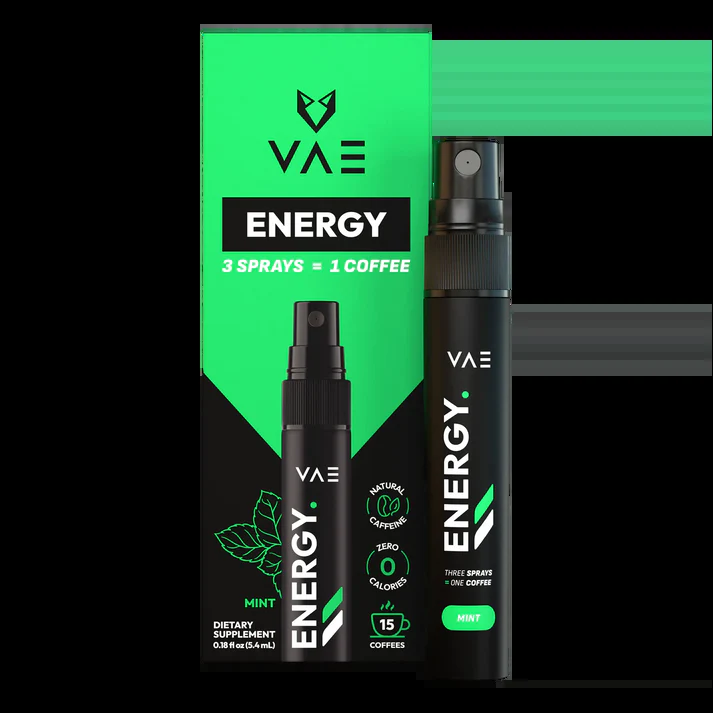 VAE
ENERGY
3 SPRAYS = 1 COFFEE
VAE
ENERGY.
NATURAL
CAFFEINE
ZERO
0
CALORIES
15
COFFEES
MINT
DIETARY
SUPPLEMENT
0.18 fl oz (5.4 mL)
VAE
ENERGY.
THREE SPRAYS
= ONE COFFEE
MINT